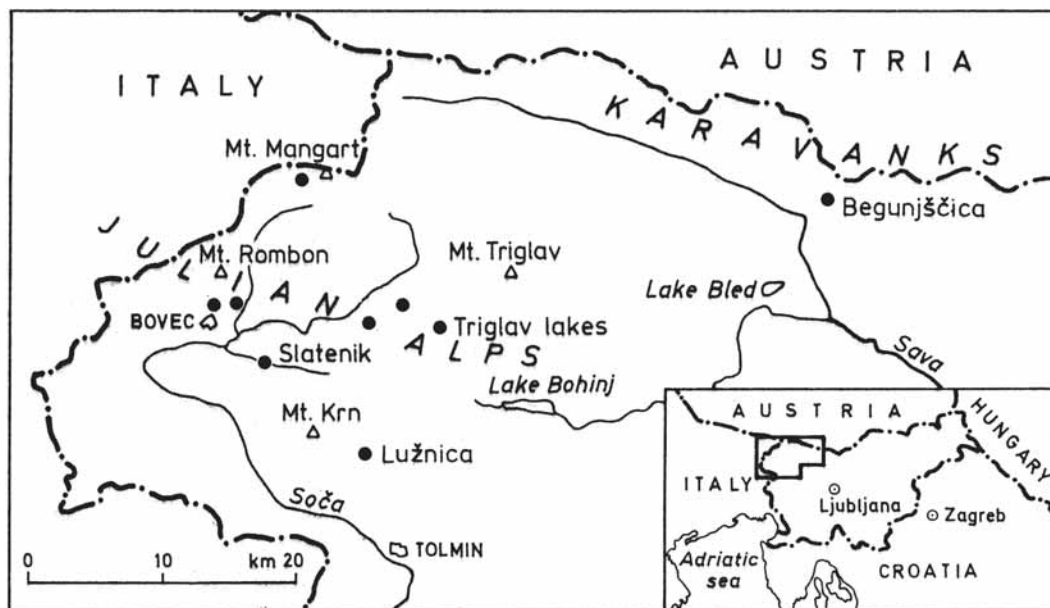 ITALY
AUSTRIA
KARAVANKS
Mt. Mangart
Begunjščica
JULIAN
ALPS
Mt. Rombon
Mt. Triglav
Lake Bled
BOVEC
Triglav lakes
Slatenik
Sava
Lake Bohinj
Mt. Krn
Lužnica
Soča
TOLMIN
0 10 km 20
AUSTRIA
HUNGARY
ITALY
Ljubljana
Zagreb
Adriatic
sea
CROATIA